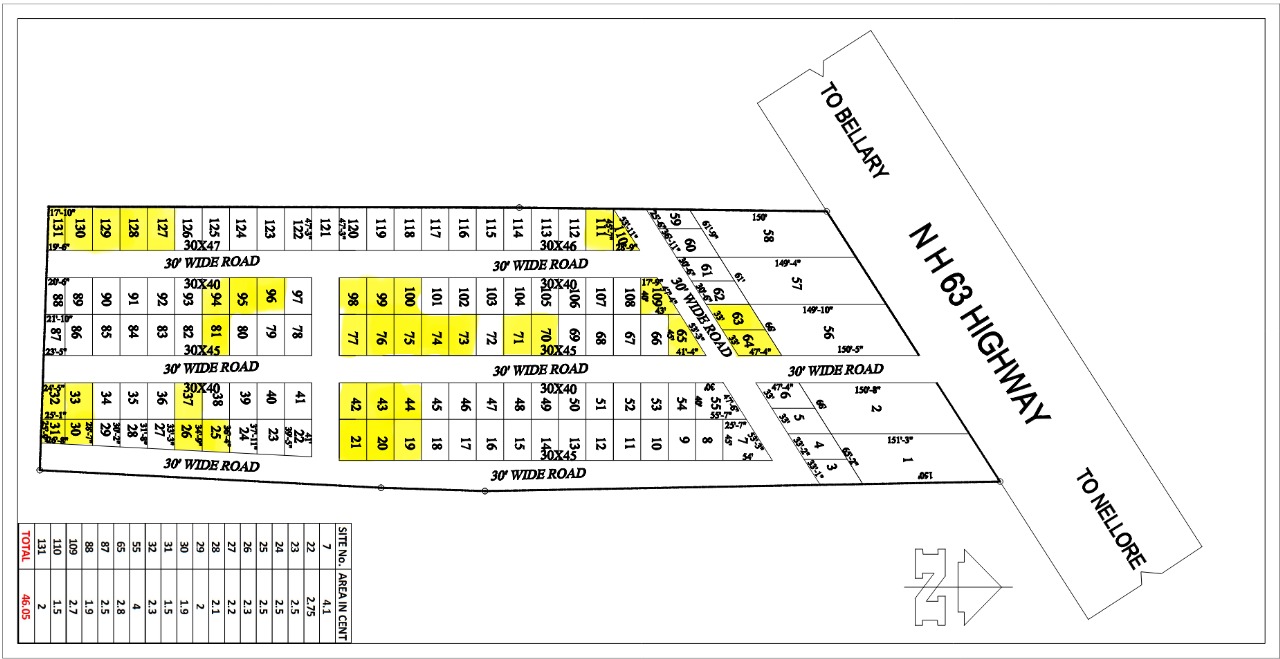 TO BELLARY
N H 63 HIGHWAY
TO NELLORE
17'-10"
131 130 129 128 127 126 125 124 123 122 121 120 119 118 117 116 115 114 113 112 111 110
19'-6"
30X47
30X46
59 60 61 62 63 64
150'
58
149'-4"
57
149'-10"
56
150'-5"
61'-9"
61'
66'
47'-4"
30' WIDE ROAD
30' WIDE ROAD
30' WIDE ROAD
20'-6"
30X40
30X40
17'-9"
88 89 90 91 92 93 94 95 96 97
98 99 100 101 102 103 104 105 106 107 108 109
21'-10"
87 86 85 84 83 82 81 80 79 78
77 76 75 74 73 72 71 70 69 68 67 66 65
23'-5"
30X45
30X45
41'-4"
53'-3"
30' WIDE ROAD
30' WIDE ROAD
30' WIDE ROAD
24'-5"
30X40
30X40
32 33 34 35 36 37 38 39 40 41
42 43 44 45 46 47 48 49 50 51 52 53 54 55
25'-1"
55'-7"
25'-7"
31 30 29 28 27 26 25 24 23 22
21 20 19 18 17 16 15 14 13 12 11 10 9 8 7
30X45
54'
47'-4"
6 5 4 3
66'
150'-8"
2
151'-3"
1
150'
30' WIDE ROAD
30' WIDE ROAD
SITE No. AREA IN CENT
7 4.1
22 2.75
23 2.5
24 2.5
25 2.5
26 2.3
27 2.2
28 2.1
29 2
30 1.9
31 1.5
32 2.3
55 4
65 2.8
87 2.5
88 1.9
109 2.7
110 1.5
131 2
TOTAL 46.05
N